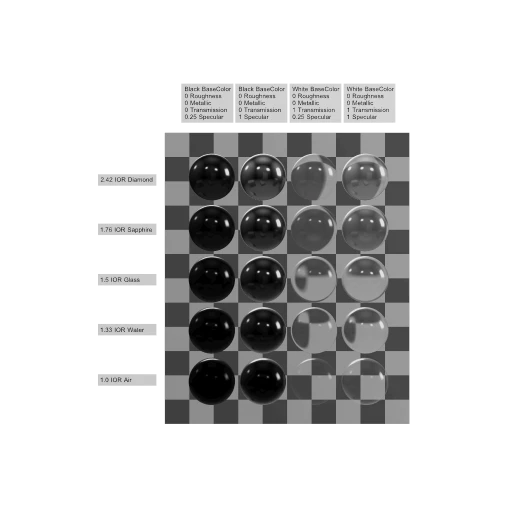 Black BaseColor
0 Roughness
0 Metallic
0 Transmission
0.25 Specular
Black BaseColor
0 Roughness
0 Metallic
0 Transmission
1 Specular
White BaseColor
0 Roughness
0 Metallic
1 Transmission
0.25 Specular
White BaseColor
0 Roughness
0 Metallic
1 Transmission
1 Specular
2.42 IOR Diamond
1.76 IOR Sapphire
1.5 IOR Glass
1.33 IOR Water
1.0 IOR Air